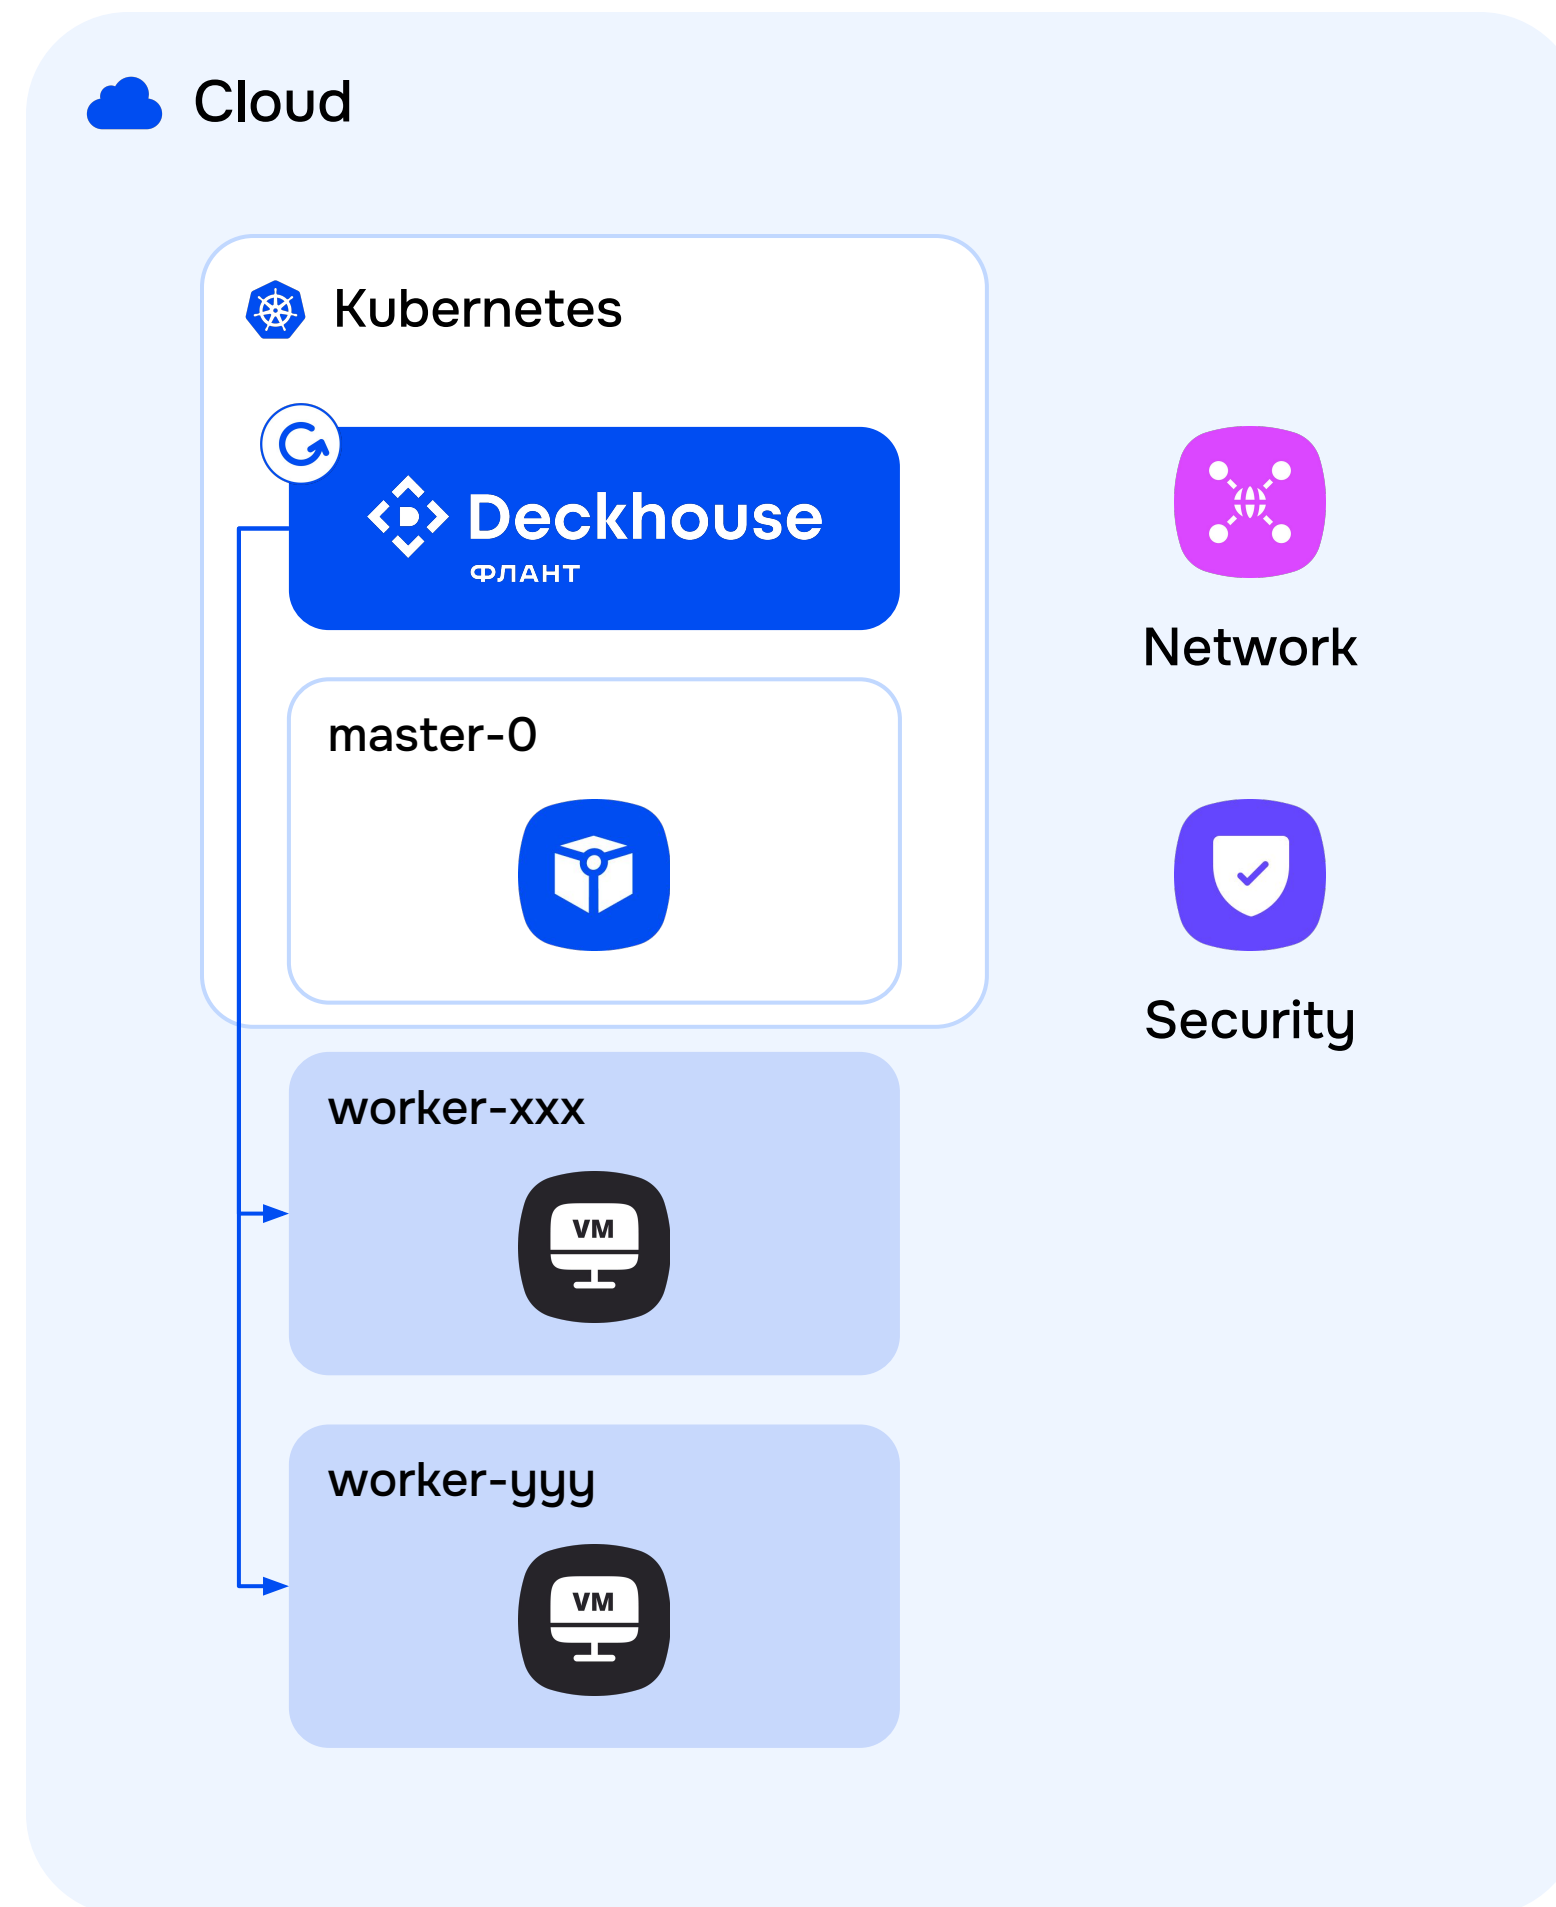 Cloud
Kubernetes
Deckhouse
ФЛАНТ
master-0
worker-xxx
VM
worker-yyy
VM
Network
Security